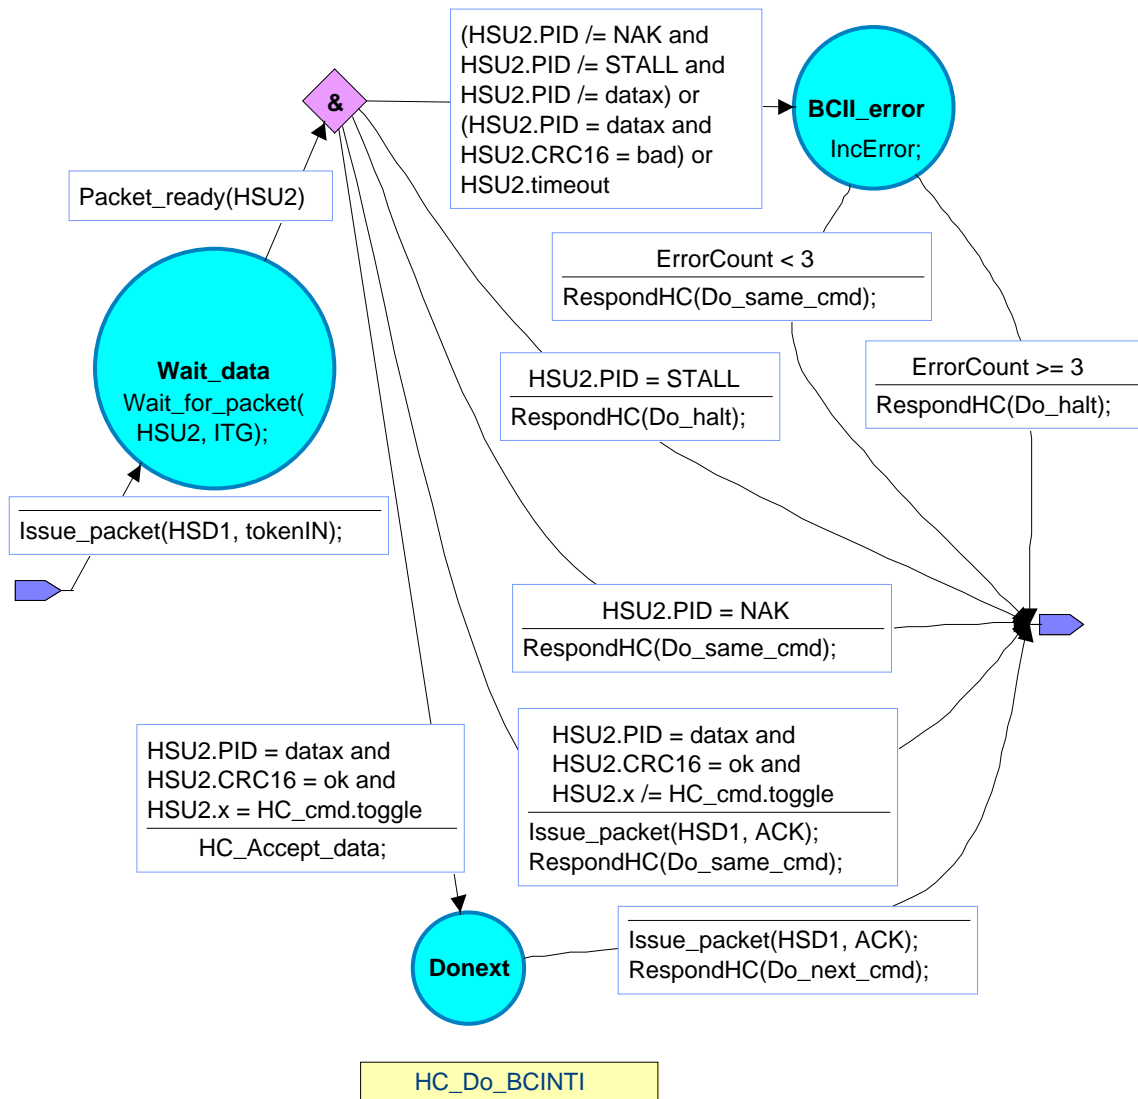 (HSU2.PID /= NAK and
HSU2.PID /= STALL and
HSU2.PID /= datax) or
(HSU2.PID = datax and
HSU2.CRC16 = bad) or
HSU2.timeout
&
BCII_error
IncError;
Packet_ready(HSU2)
ErrorCount < 3
RespondHC(Do_same_cmd);
Wait_data
Wait_for_packet(
HSU2, ITG);
HSU2.PID = STALL
RespondHC(Do_halt);
ErrorCount >= 3
RespondHC(Do_halt);
Issue_packet(HSD1, tokenIN);
HSU2.PID = NAK
RespondHC(Do_same_cmd);
HSU2.PID = datax and
HSU2.CRC16 = ok and
HSU2.x = HC_cmd.toggle
HC_Accept_data;
HSU2.PID = datax and
HSU2.CRC16 = ok and
HSU2.x /= HC_cmd.toggle
Issue_packet(HSD1, ACK);
RespondHC(Do_same_cmd);
Donext
Issue_packet(HSD1, ACK);
RespondHC(Do_next_cmd);
HC_Do_BCINTI